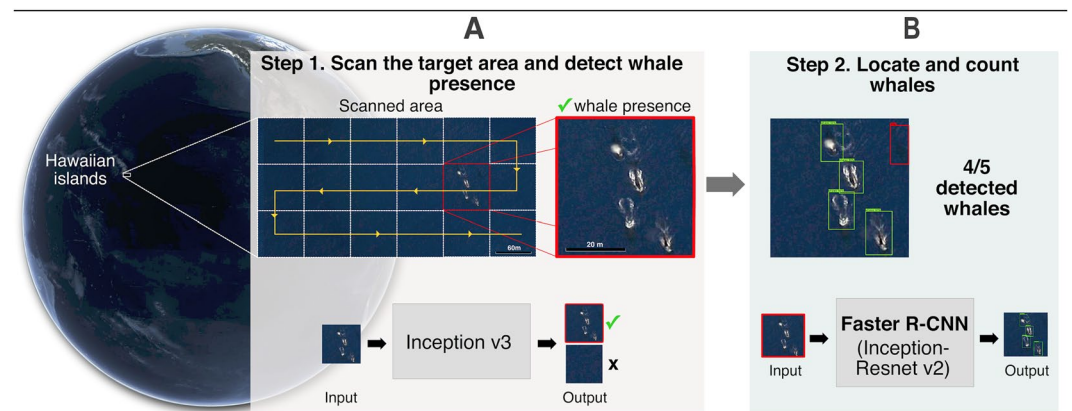 A
B
Step 1. Scan the target area and detect whale
presence
Scanned area
✓ whale presence
Hawaiian
islands
60m
20 m
Step 2. Locate and count
whales
4/5
detected
whales
Inception v3
x
Input
Output
Faster R-CNN
(Inception-
Resnet v2)
Input
Output